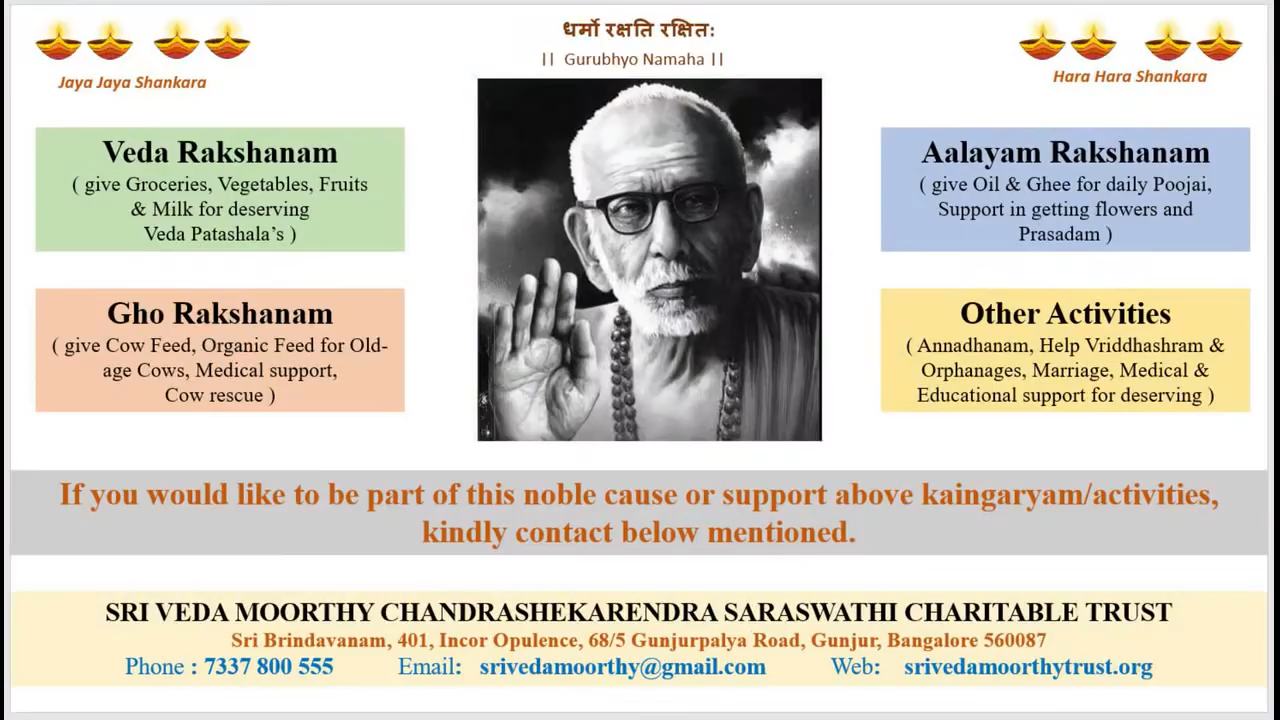 धर्मो रक्षति रक्षितः
|| Gurubhyo Namaha ||
Jaya Jaya Shankara
Hara Hara Shankara
Veda Rakshanam
( give Groceries, Vegetables, Fruits
& Milk for deserving
Veda Patashala’s )
Aalayam Rakshanam
( give Oil & Ghee for daily Poojai,
Support in getting flowers and
Prasadam )
Gho Rakshanam
( give Cow Feed, Organic Feed for Old-
age Cows, Medical support,
Cow rescue )
Other Activities
( Annadhanam, Help Vriddhashram &
Orphanages, Marriage, Medical &
Educational support for deserving )
If you would like to be part of this noble cause or support above kaingaryam/activities,
kindly contact below mentioned.
SRI VEDA MOORTHY CHANDRASHEKARENDRA SARASWATHI CHARITABLE TRUST
Sri Brindavanam, 401, Incor Opulence, 68/5 Gunjurpalya Road, Gunjur, Bangalore 560087
Phone : 7337 800 555 Email: srivedamoorthy@gmail.com Web: srivedamoorthytrust.org